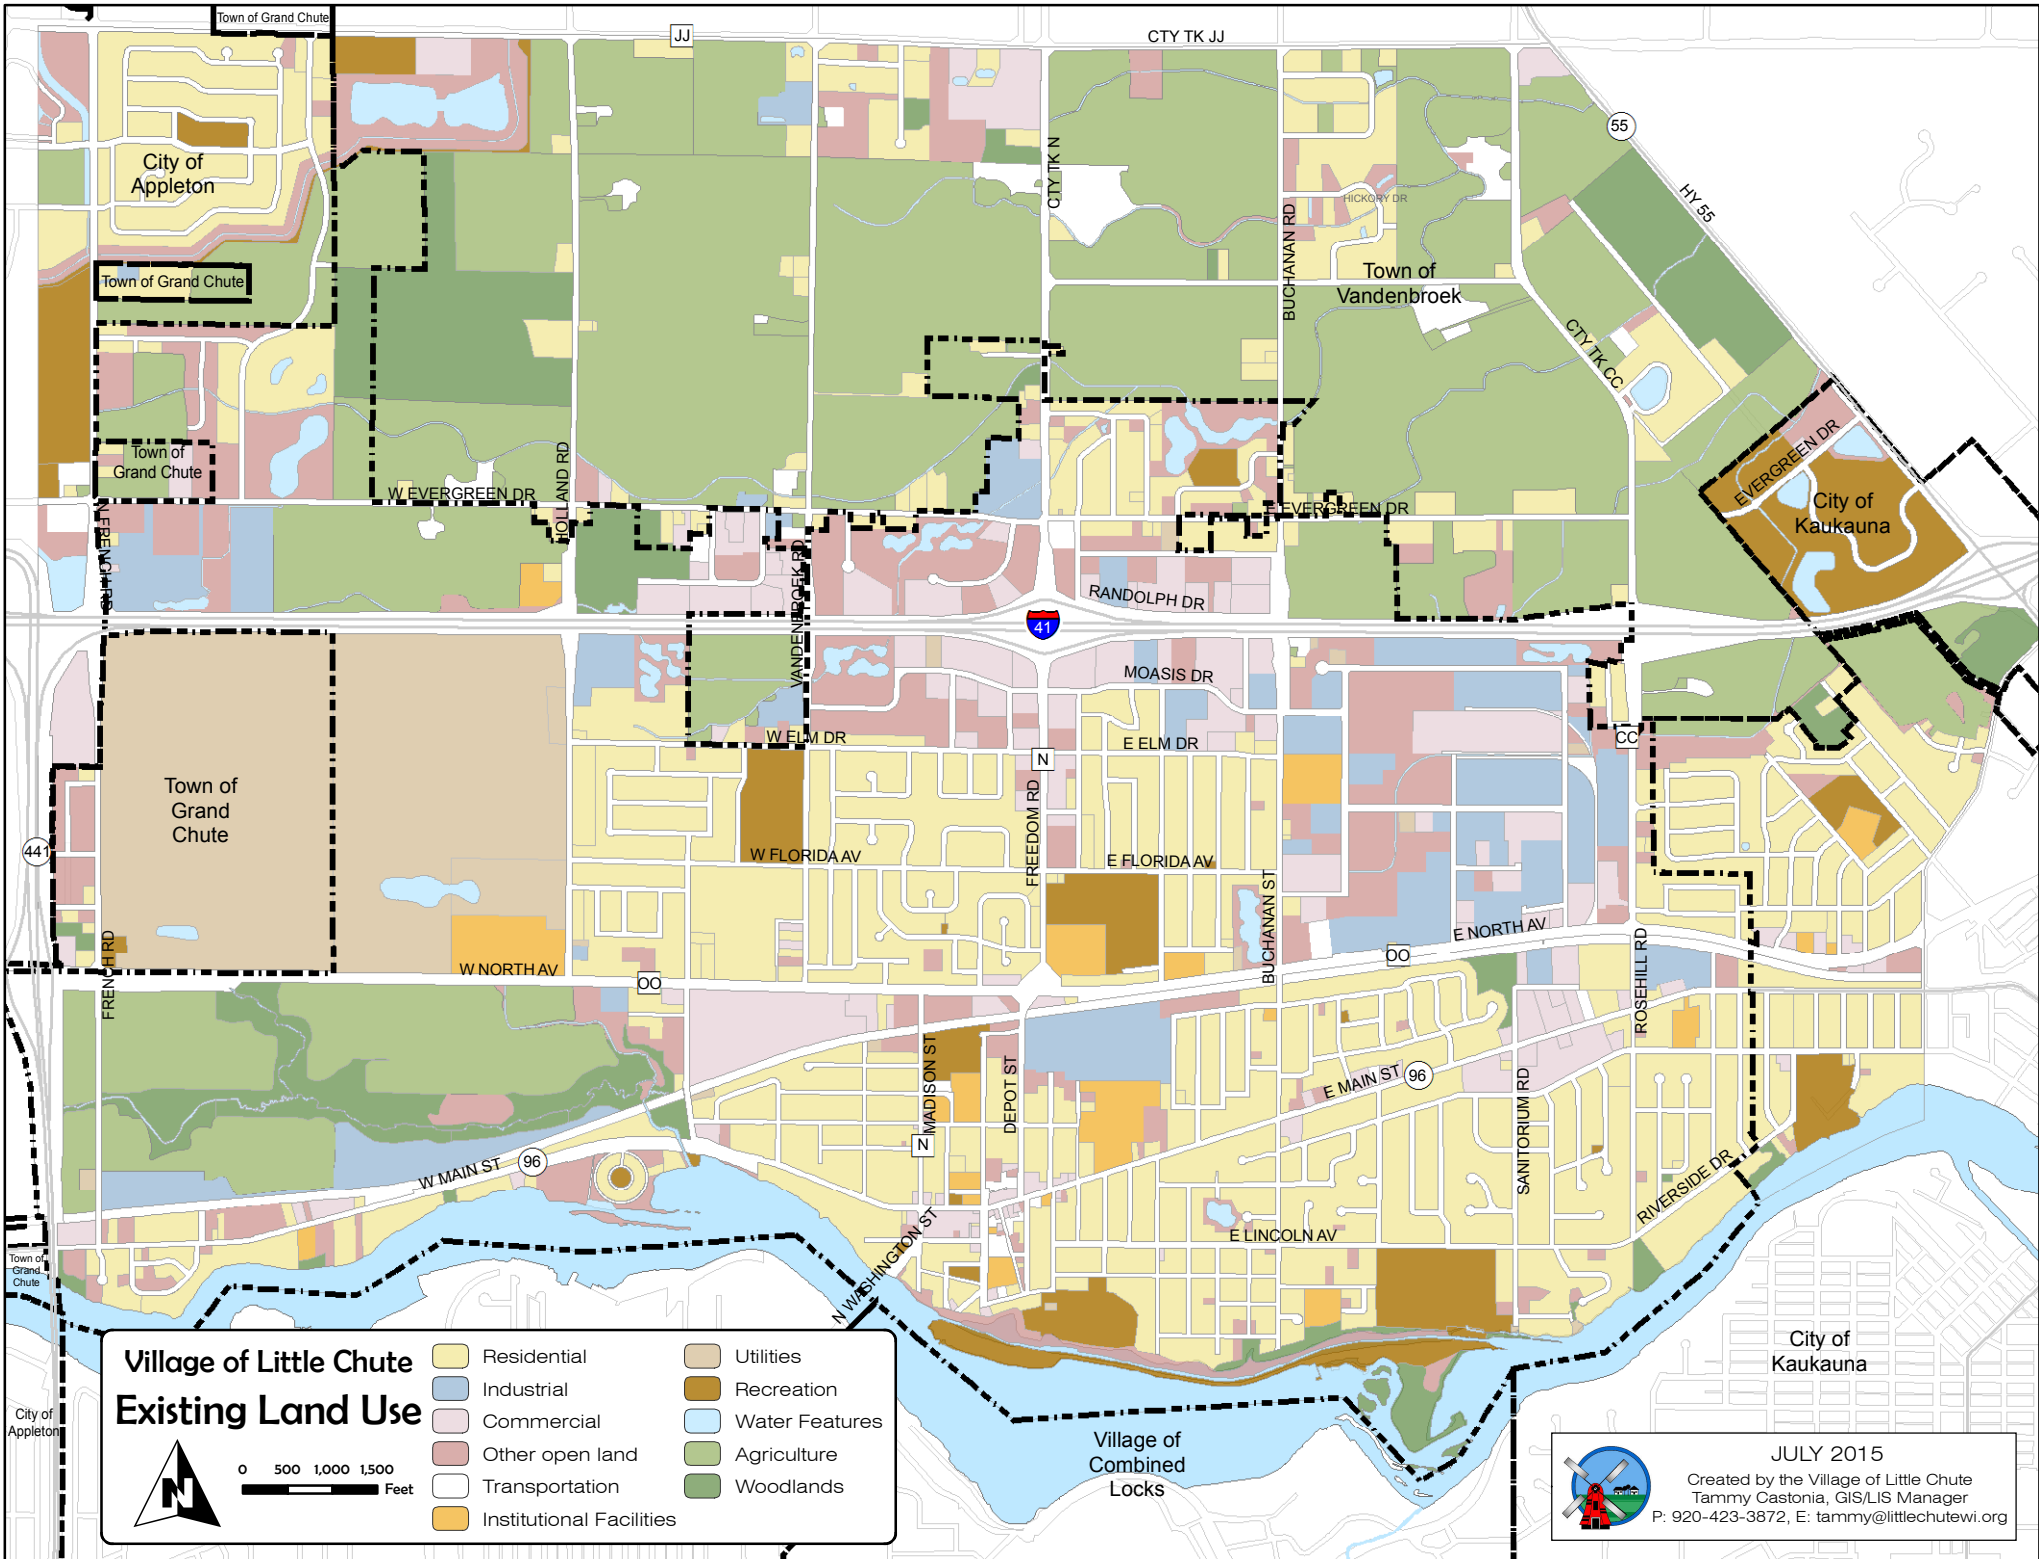 Town of Grand Chute
JJ
CTY TK JJ
55
HY 55
City of
Appleton
CTY TK N
BUCHANAN RD
HICKORY DR
Town of Grand Chute
Town of
Vandenbroek
CTY TK CC
Town of
Grand Chute
HOLLAND RD
W EVERGREEN DR
E EVERGREEN DR
EVERGREEN DR
City of
Kaukauna
N FRENCH RD
VANDENBROEK RD
RANDOLPH DR
41
MOASIS DR
W ELM DR
E ELM DR
N
CC
Town of
Grand
Chute
441
FREEDOM RD
W FLORIDA AV
E FLORIDA AV
BUCHANAN ST
E NORTH AV
ROSEHILL RD
FRENCH RD
W NORTH AV
OO
OO
MADISON ST
DEPOT ST
E MAIN ST
96
SANITORIUM RD
N
W MAIN ST
96
RIVERSIDE DR
N WASHINGTON ST
E LINCOLN AV
Town of
Grand
Chute
City of
Appleton
City of
Kaukauna
Village of
Combined
Locks
Village of Little Chute
Existing Land Use
N
0 500 1,000 1,500
Feet
Residential
Industrial
Commercial
Other open land
Transportation
Institutional Facilities
Utilities
Recreation
Water Features
Agriculture
Woodlands
JULY 2015
Created by the Village of Little Chute
Tammy Castonia, GIS/LIS Manager
P: 920-423-3872, E: tammy@littlechutewi.org